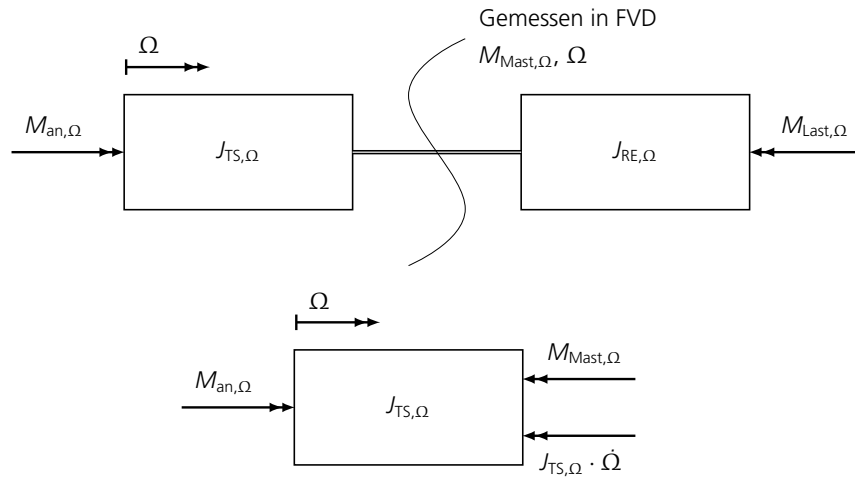 Gemessen in FVD
M_Mast,Ω, Ω
Ω
M_an,Ω
J_TS,Ω
J_RE,Ω
M_Last,Ω
Ω
M_an,Ω
J_TS,Ω
M_Mast,Ω
J_TS,Ω · Ω̇